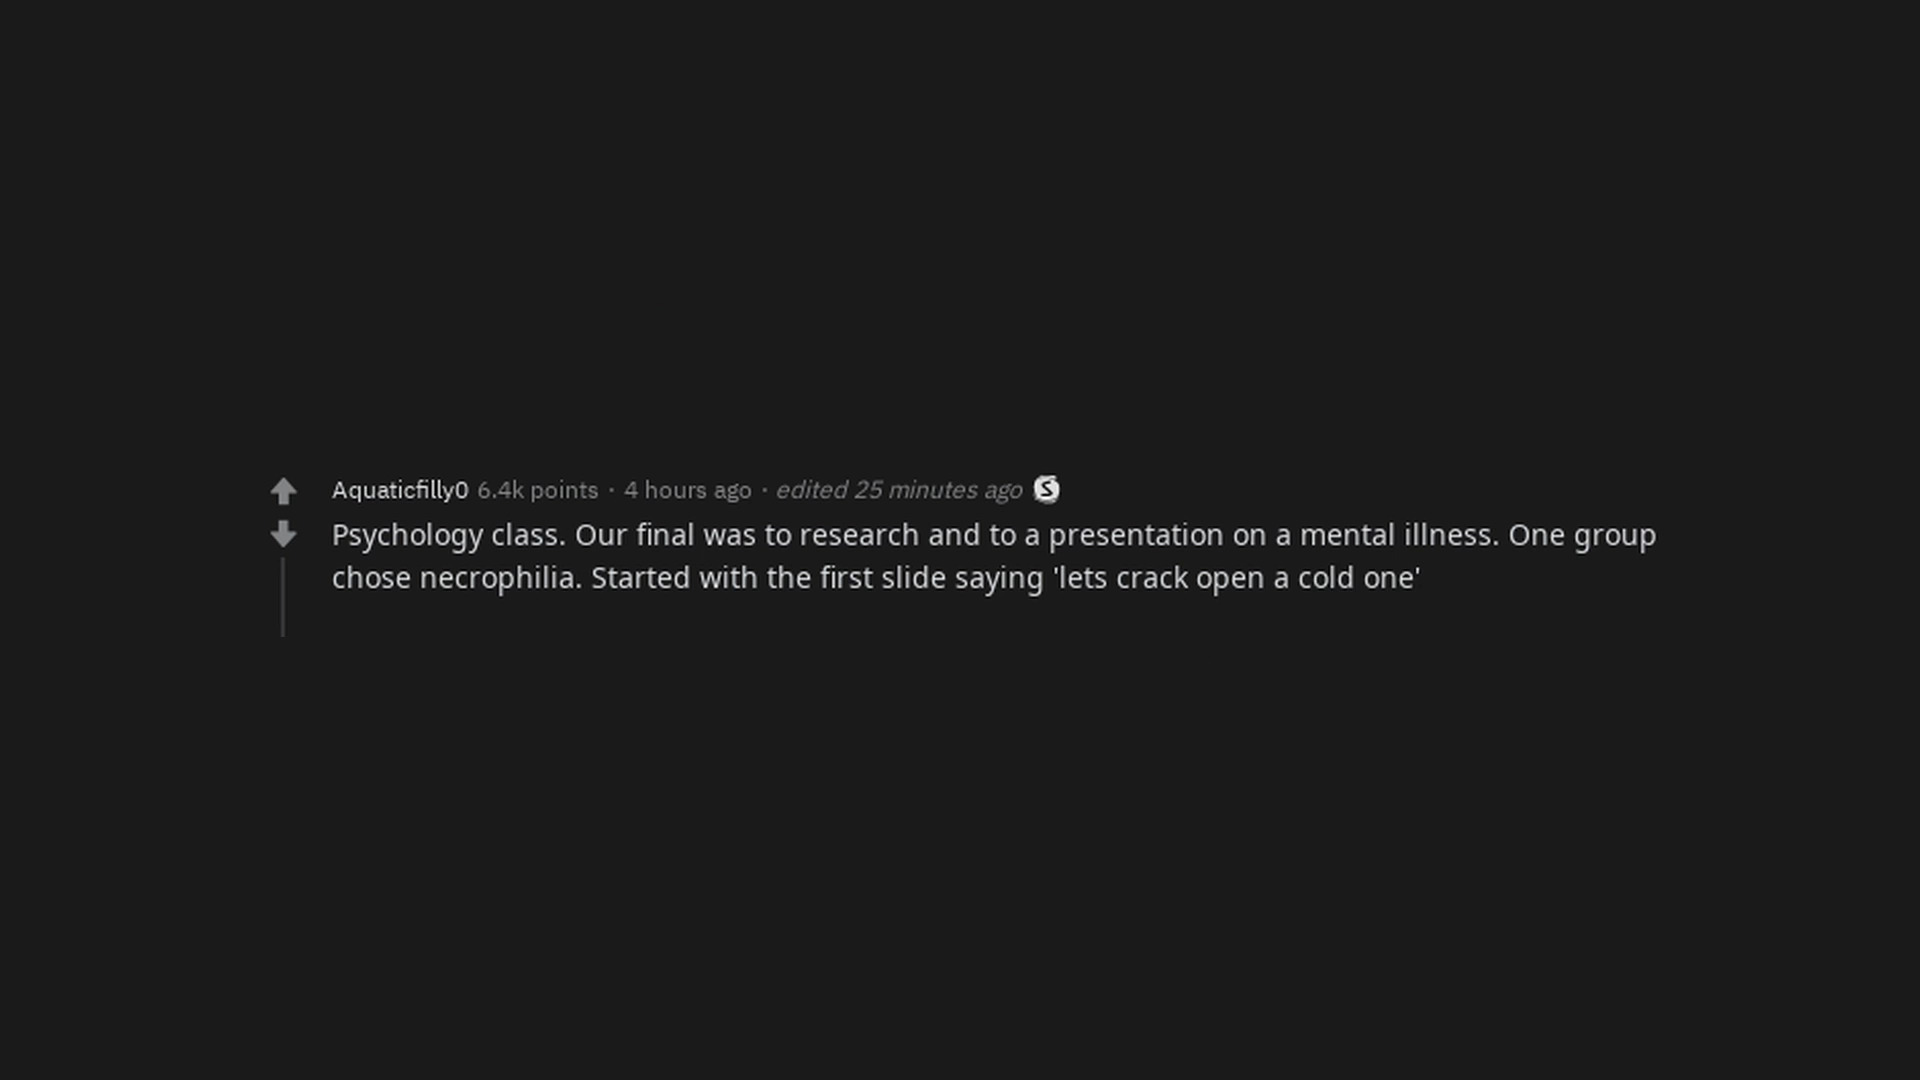 Aquaticfilly0 6.4k points · 4 hours ago · edited 25 minutes ago S
Psychology class. Our final was to research and to a presentation on a mental illness. One group
chose necrophilia. Started with the first slide saying 'lets crack open a cold one'